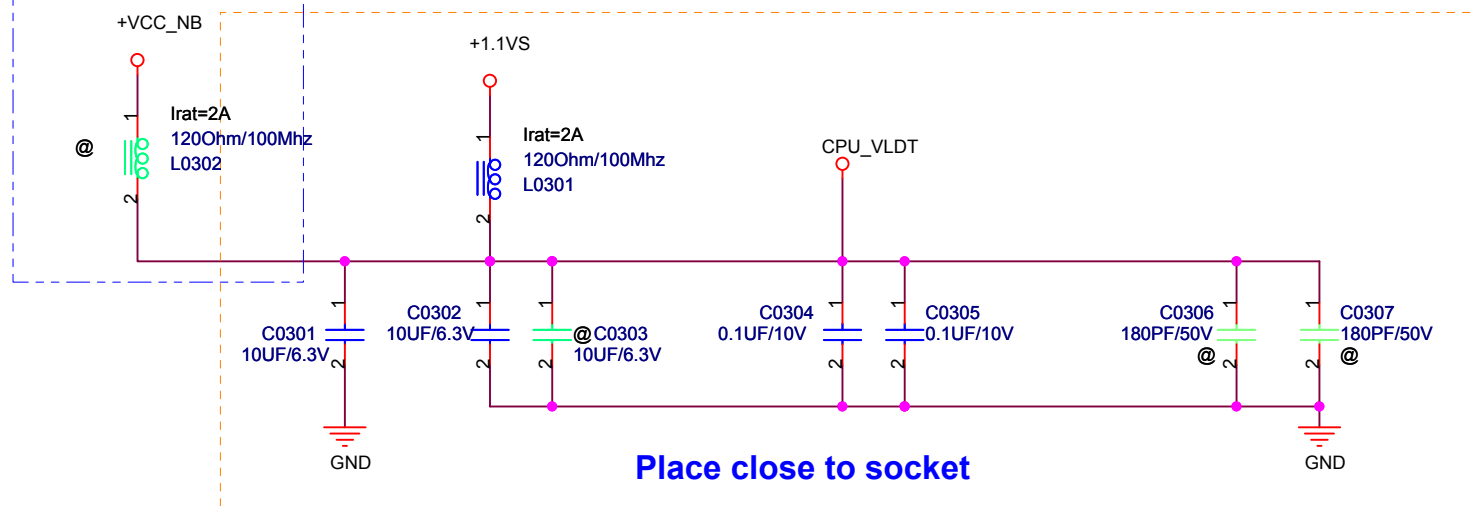 +VCC_NB
+1.1VS
1
Irat=2A
120Ohm/100Mhz
L0302
@
2
1
Irat=2A
120Ohm/100Mhz
L0301
2
CPU_VLDT
1
C0301
10UF/6.3V
2
1
C0302
10UF/6.3V
2
1
@C0303
10UF/6.3V
2
1
C0304
0.1UF/10V
2
1
C0305
0.1UF/10V
2
1
C0306
180PF/50V
@
2
1
C0307
180PF/50V
@
2
GND
Place close to socket
GND